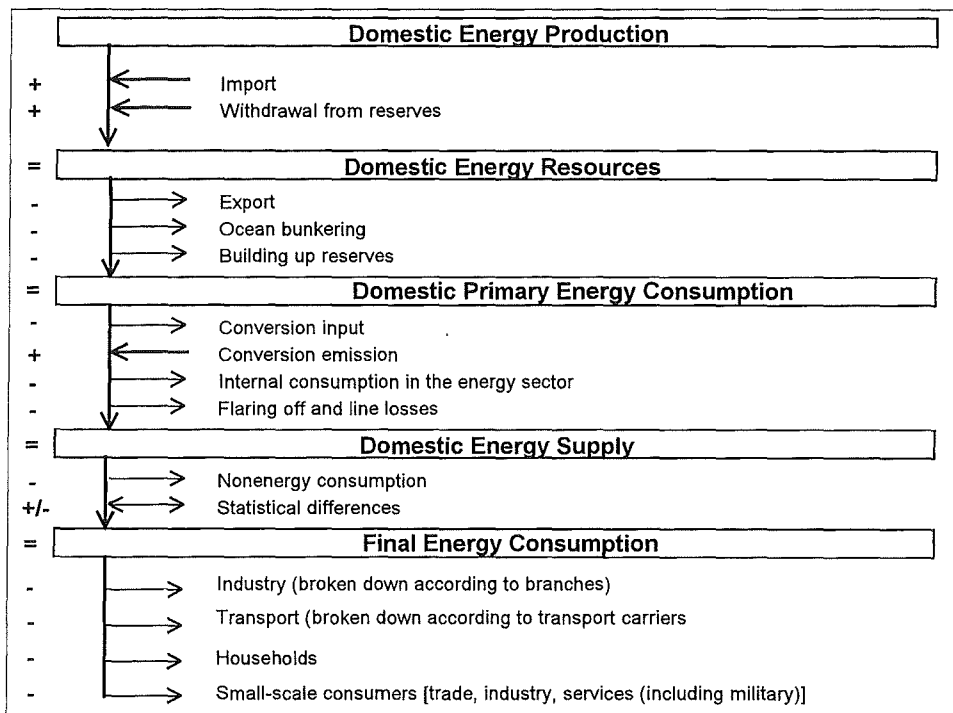 Domestic Energy Production
+ Import
+ Withdrawal from reserves
= Domestic Energy Resources
- Export
- Ocean bunkering
- Building up reserves
= Domestic Primary Energy Consumption
- Conversion input
+ Conversion emission
- Internal consumption in the energy sector
- Flaring off and line losses
= Domestic Energy Supply
- Nonenergy consumption
+/- Statistical differences
= Final Energy Consumption
- Industry (broken down according to branches)
- Transport (broken down according to transport carriers
- Households
- Small-scale consumers [trade, industry, services (including military)]